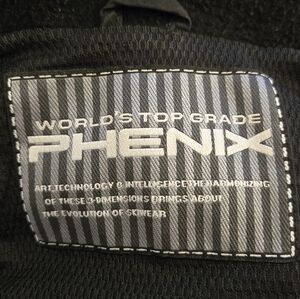 WORLD'S TOP GRADE
PHENIX
ART, TECHNOLOGY & INTELLIGENCE THE HARMONIZING
OF THESE 3-DIMENSIONS BRINGS ABOUT
THE EVOLUTION OF SKIWEAR